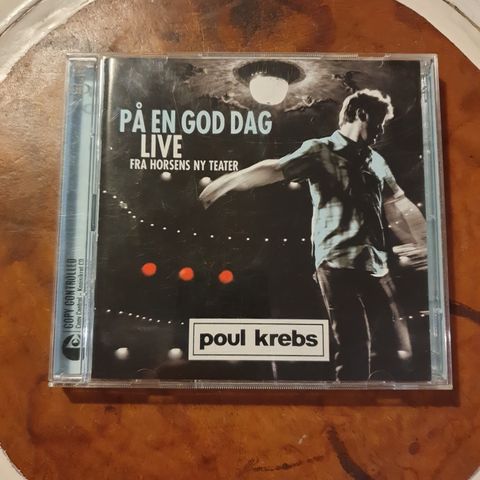 PÅ EN GOD DAG
LIVE
FRA HORSENS NY TEATER
poul krebs
COPY CONTROLLED